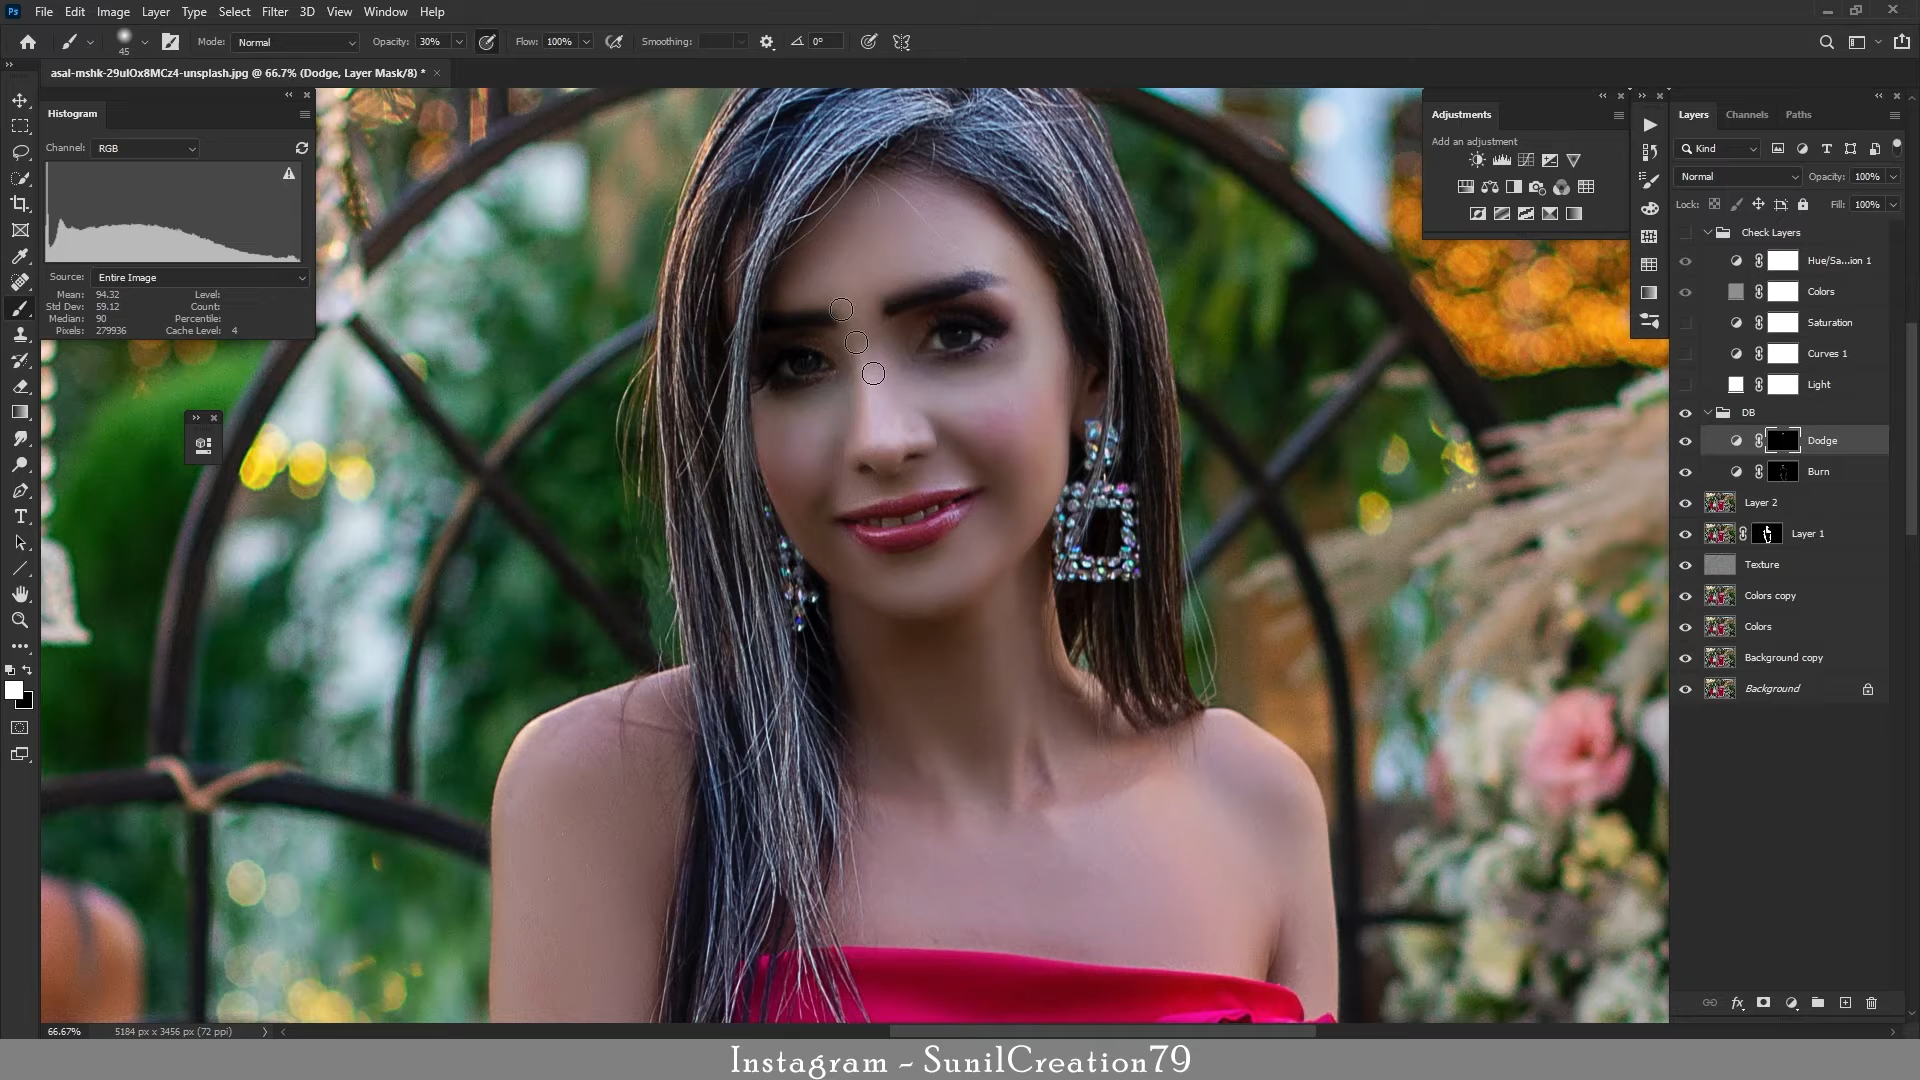 Ps File Edit Image Layer Type Select Filter 3D View Window Help
45 Mode: Normal Opacity: 30% Flow: 100% Smoothing: 0°
asal-mshk-29ulOx8MCz4-unsplash.jpg @ 66.7% (Dodge, Layer Mask/8) *
Histogram
Channel: RGB
Source: Entire Image
Mean: 94.32 Level:
Std Dev: 59.12 Count:
Median: 90 Percentile:
Pixels: 279936 Cache Level: 4
Adjustments
Add an adjustment
Layers Channels Paths
Kind
Normal Opacity: 100%
Lock: Fill: 100%
Check Layers
Hue/Sa...ion 1
Colors
Saturation
Curves 1
Light
DB
Dodge
Burn
Layer 2
Layer 1
Texture
Colors copy
Colors
Background copy
Background
fx
66.67% 5184 px x 3456 px (72 ppi)
Instagram - SunilCreation79